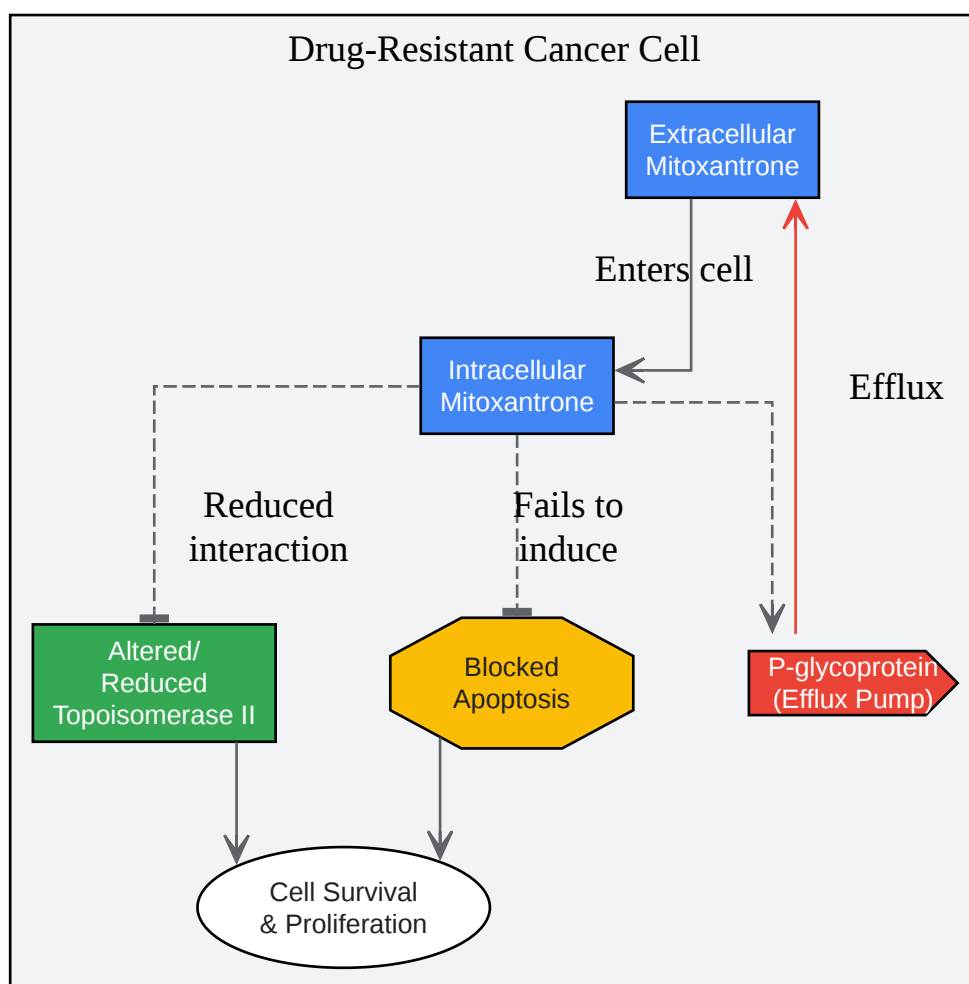 Drug-Resistant Cancer Cell
Extracellular
Mitoxantrone
Enters cell
Intracellular
Mitoxantrone
Efflux
Reduced
interaction
Fails to
induce
Altered/
Reduced
Topoisomerase II
Blocked
Apoptosis
P-glycoprotein
(Efflux Pump)
Cell Survival
& Proliferation